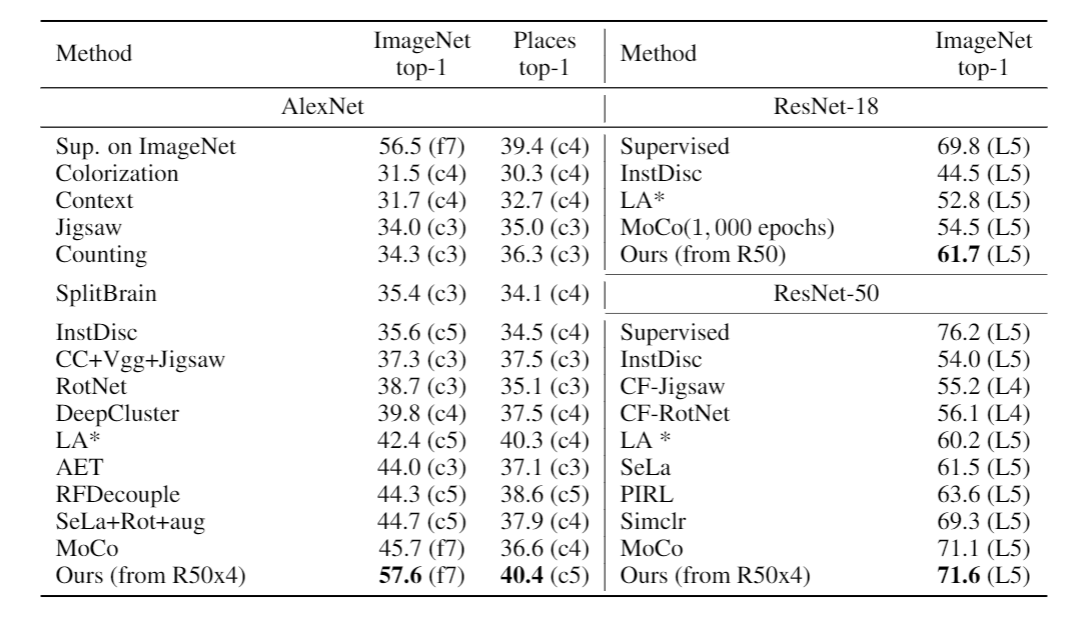 Method ImageNet top-1 Places top-1 Method ImageNet top-1
AlexNet ResNet-18
Sup. on ImageNet 56.5 (f7) 39.4 (c4) Supervised 69.8 (L5)
Colorization 31.5 (c4) 30.3 (c4) InstDisc 44.5 (L5)
Context 31.7 (c4) 32.7 (c4) LA* 52.8 (L5)
Jigsaw 34.0 (c3) 35.0 (c3) MoCo(1, 000 epochs) 54.5 (L5)
Counting 34.3 (c3) 36.3 (c3) Ours (from R50) 61.7 (L5)
SplitBrain 35.4 (c3) 34.1 (c4) ResNet-50
InstDisc 35.6 (c5) 34.5 (c4) Supervised 76.2 (L5)
CC+Vgg+Jigsaw 37.3 (c3) 37.5 (c3) InstDisc 54.0 (L5)
RotNet 38.7 (c3) 35.1 (c3) CF-Jigsaw 55.2 (L4)
DeepCluster 39.8 (c4) 37.5 (c4) CF-RotNet 56.1 (L4)
LA* 42.4 (c5) 40.3 (c4) LA * 60.2 (L5)
AET 44.0 (c3) 37.1 (c3) SeLa 61.5 (L5)
RFDecouple 44.3 (c5) 38.6 (c5) PIRL 63.6 (L5)
SeLa+Rot+aug 44.7 (c5) 37.9 (c4) Simclr 69.3 (L5)
MoCo 45.7 (f7) 36.6 (c4) MoCo 71.1 (L5)
Ours (from R50x4) 57.6 (f7) 40.4 (c5) Ours (from R50x4) 71.6 (L5)